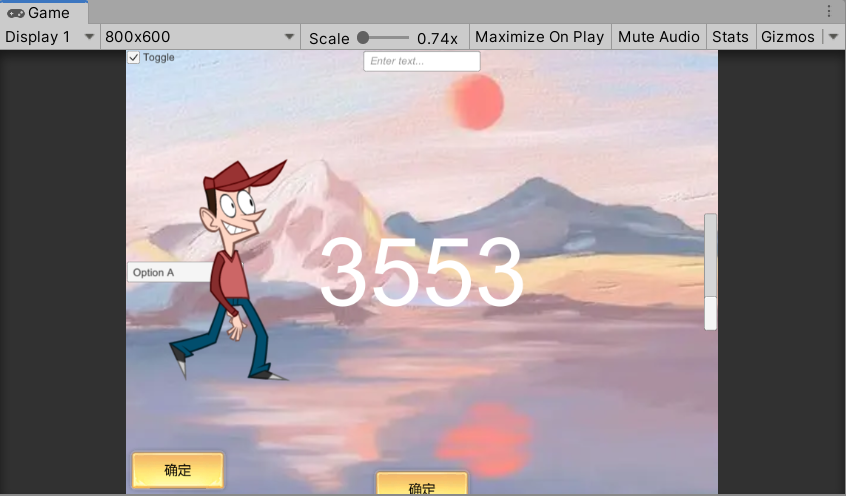 Game
Display 1 800x600 Scale 0.74x Maximize On Play Mute Audio Stats Gizmos
Toggle
Enter text...
3553
Option A
确定
确定